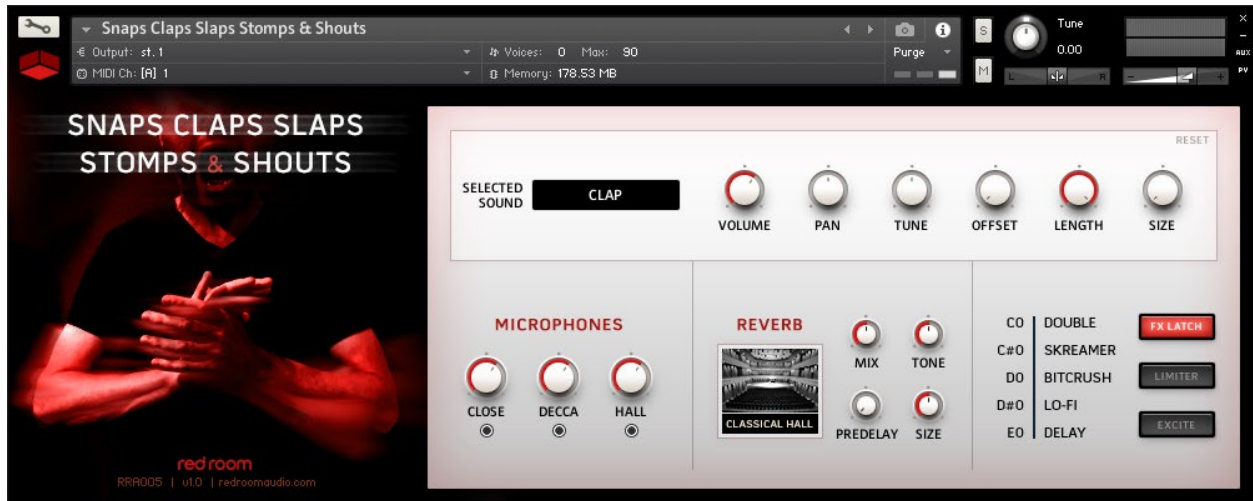 Snaps Claps Slaps Stomps & Shouts
Output: st.1
Voices: 0 Max: 90
Purge
MIDI Ch: [A] 1
Memory: 178.53 MB
S
M
Tune
0.00
L R
- +
×
-
AUX
PV
SNAPS CLAPS SLAPS
STOMPS & SHOUTS
red room
RRA005 | v1.0 | redroomaudio.com
RESET
SELECTED
SOUND
CLAP
VOLUME PAN TUNE OFFSET LENGTH SIZE
MICROPHONES
CLOSE DECCA HALL
REVERB
CLASSICAL HALL
MIX TONE
PREDELAY SIZE
C0 DOUBLE
C#0 SKREAMER
D0 BITCRUSH
D#0 LO-FI
E0 DELAY
FX LATCH
LIMITER
EXCITE